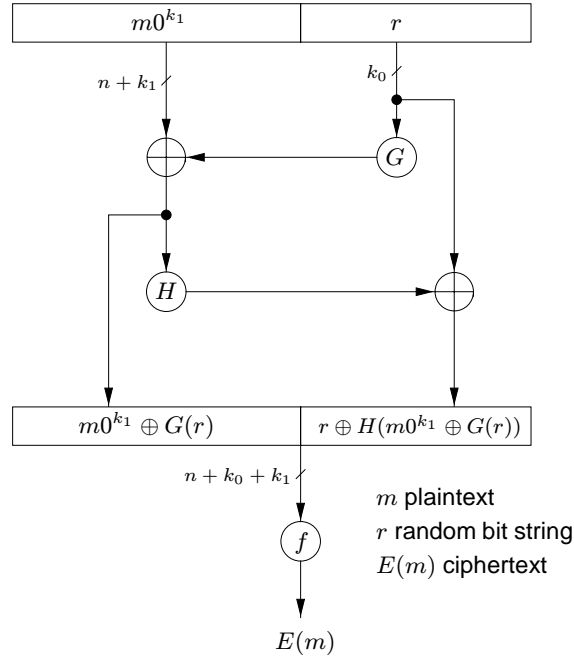 m0^{k_1} r
n + k_1 k_0
G
H
m0^{k_1} ⊕ G(r) r ⊕ H(m0^{k_1} ⊕ G(r))
n + k_0 + k_1
m plaintext
r random bit string
f
E(m) ciphertext
E(m)